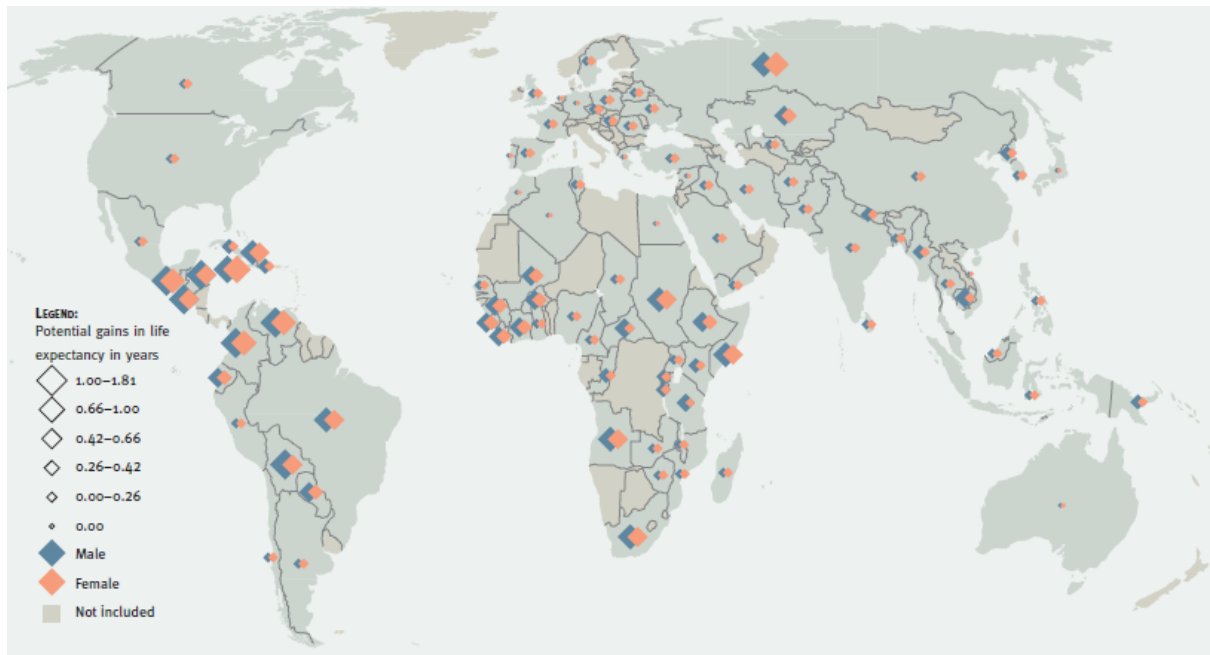 Legend:
Potential gains in life
expectancy in years
1.00–1.81
0.66–1.00
0.42–0.66
0.26–0.42
0.00–0.26
0.00
Male
Female
Not included